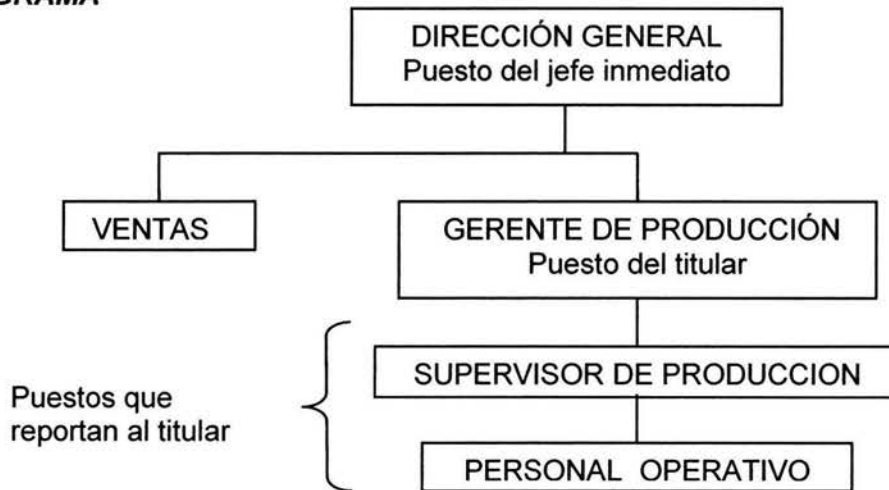 DIRECCIÓN GENERAL
Puesto del jefe inmediato
VENTAS
GERENTE DE PRODUCCIÓN
Puesto del titular
SUPERVISOR DE PRODUCCION
Puestos que
reportan al titular
PERSONAL OPERATIVO